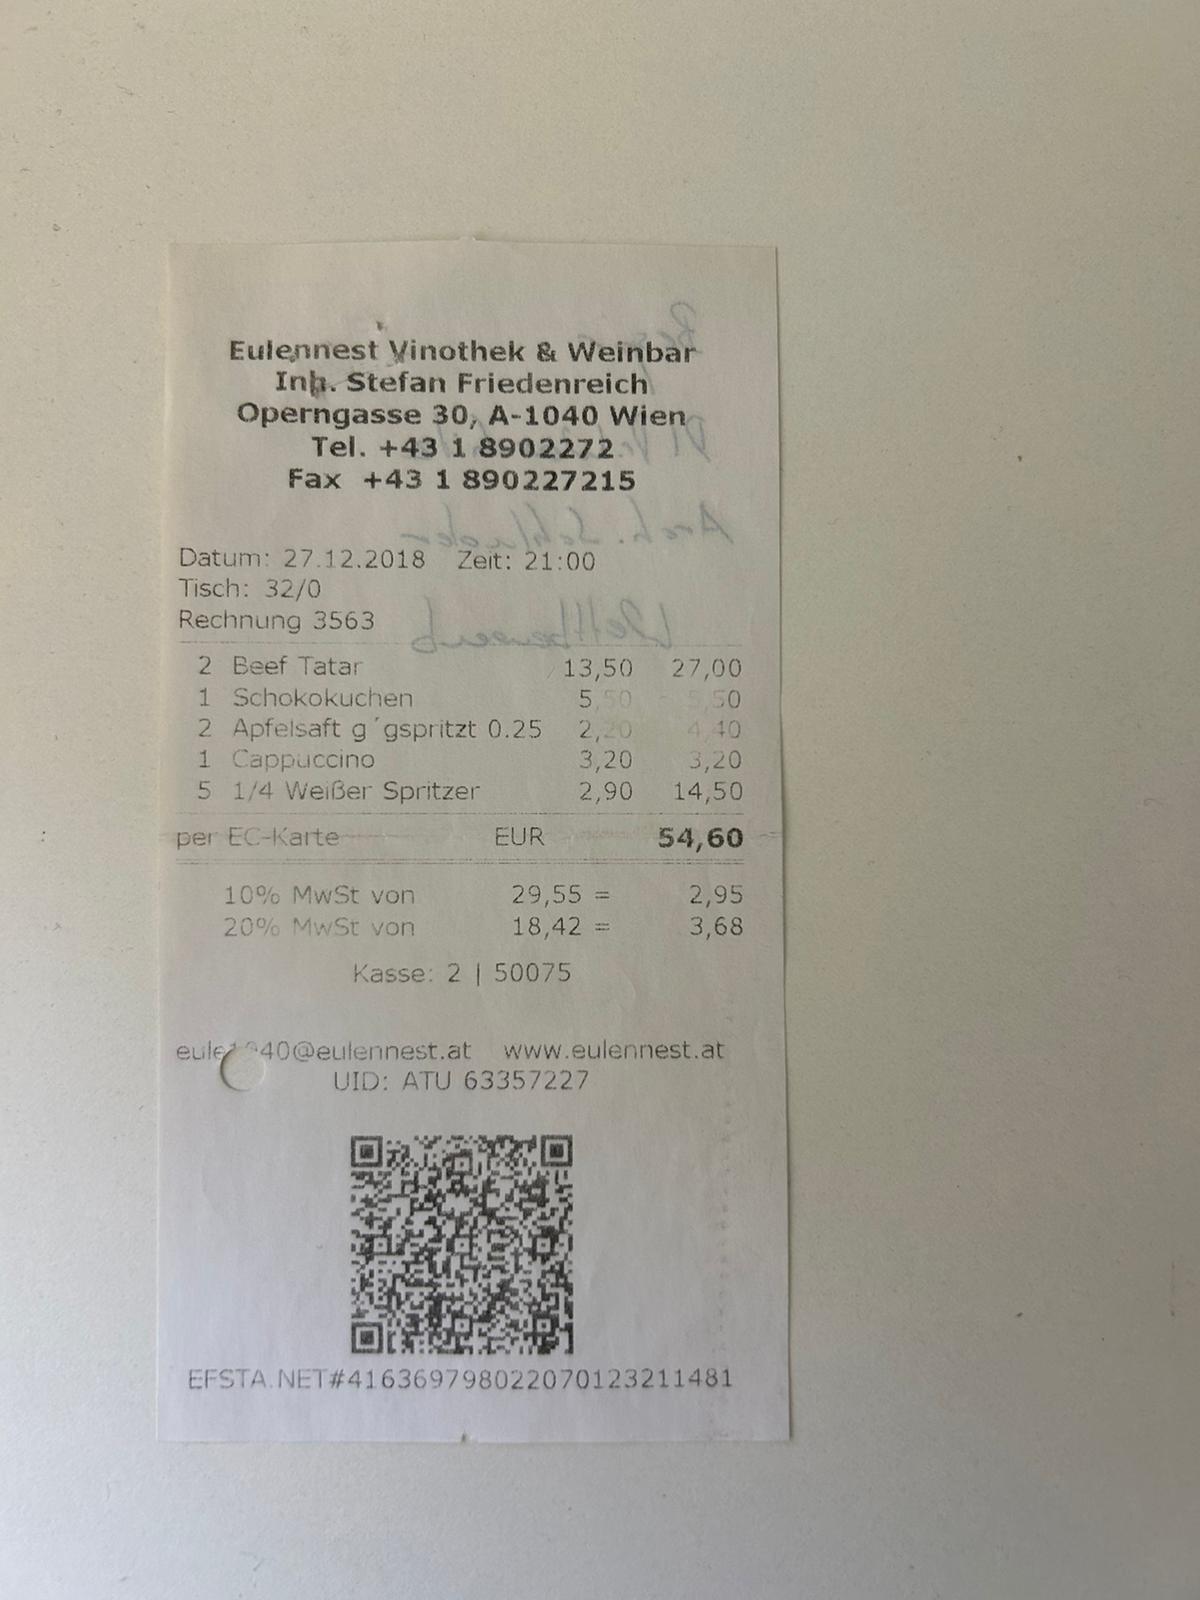 Eulennest Vinothek & Weinbar
Inh. Stefan Friedenreich
Operngasse 30, A-1040 Wien
Tel. +43 1 8902272
Fax +43 1 890227215
Datum: 27.12.2018 Zeit: 21:00
Tisch: 32/0
Rechnung 3563
2 Beef Tatar 13,50 27,00
1 Schokokuchen 5,50 5,50
2 Apfelsaft g´gspritzt 0.25 2,20 4,40
1 Cappuccino 3,20 3,20
5 1/4 Weißer Spritzer 2,90 14,50
per EC-Karte EUR 54,60
10% MwSt von 29,55 = 2,95
20% MwSt von 18,42 = 3,68
Kasse: 2 | 50075
@eulennest.at www.eulennest.at
UID: ATU 63357227
EFSTA.NET#41636979802207012321​1481